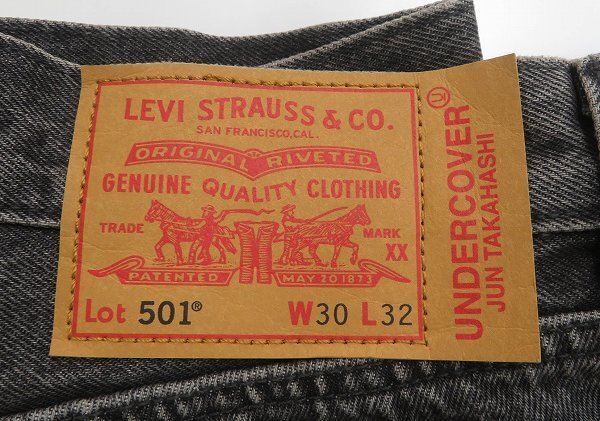 LEVI STRAUSS & CO.
SAN FRANCISCO, CAL.
ORIGINAL RIVETED
GENUINE QUALITY CLOTHING
TRADE MARK
XX
PATENTED MAY 20 1873
Lot 501® W30 L32
UNDERCOVER
JUN TAKAHASHI
U